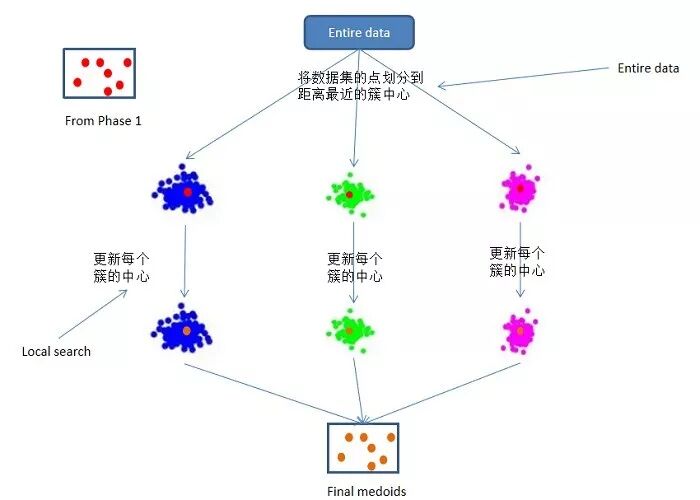 Entire data
将数据集的点划分到
距离最近的簇中心
Entire data
From Phase 1
更新每个
簇的中心
更新每个
簇的中心
更新每个
簇的中心
Local search
Final medoids